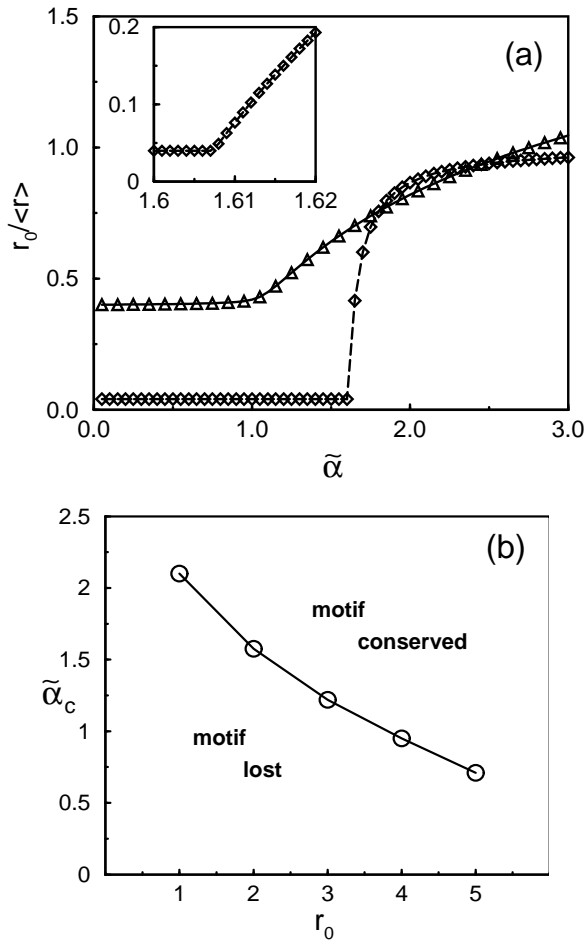 1.5
1.0
0.5
0.0
r0/<r>
(a)
0.2
0.1
0
1.6 1.61 1.62
0.0 1.0 2.0 3.0
α̃
2.5
2
1.5
1
0.5
0
α̃c
(b)
motif
conserved
motif
lost
1 2 3 4 5
r0